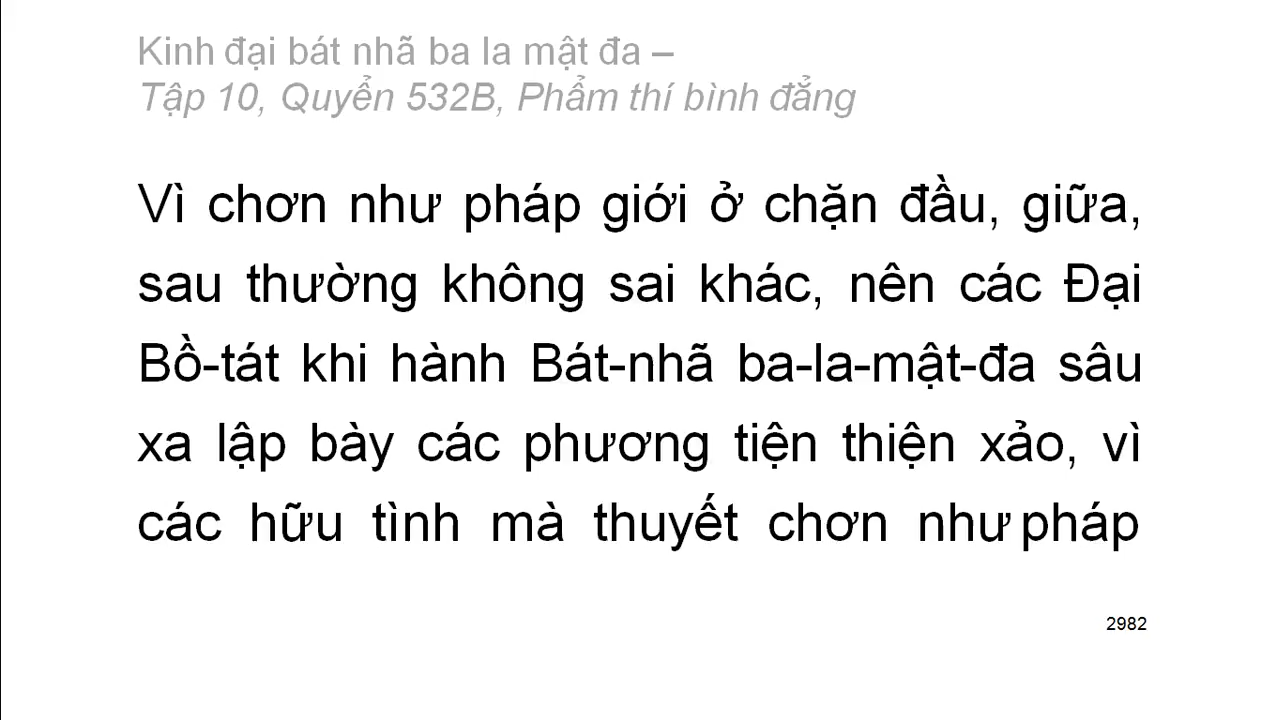 Kinh đại bát nhã ba la mật đa –
Tập 10, Quyển 532B, Phẩm thí bình đẳng
Vì chơn như pháp giới ở chặn đầu, giữa,
sau thường không sai khác, nên các Đại
Bồ-tát khi hành Bát-nhã ba-la-mật-đa sâu
xa lập bày các phương tiện thiện xảo, vì
các hữu tình mà thuyết chơn như pháp
2982